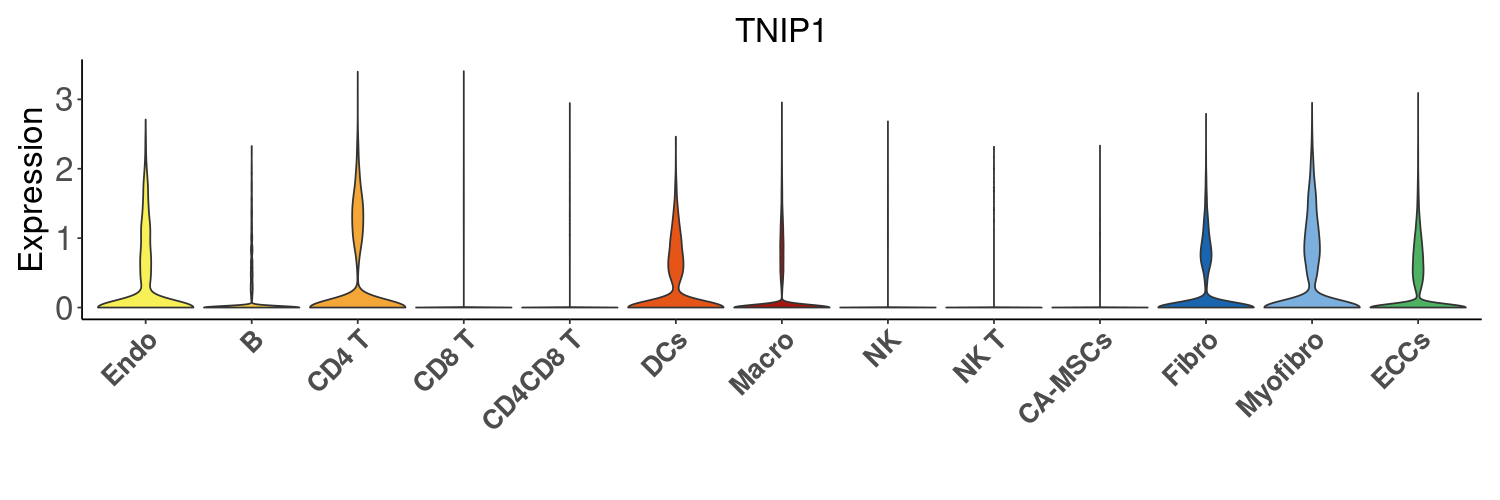 TNIP1
Expression
3
2
1
0
Endo
B
CD4 T
CD8 T
CD4CD8 T
DCs
Macro
NK
NK T
CA-MSCs
Fibro
Myofibro
ECCs